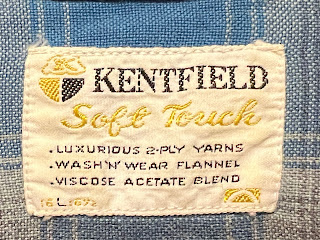 KENTFIELD
Soft Touch
. LUXURIOUS 2-PLY YARNS
. WASH'N'WEAR FLANNEL
. VISCOSE ACETATE BLEND
L